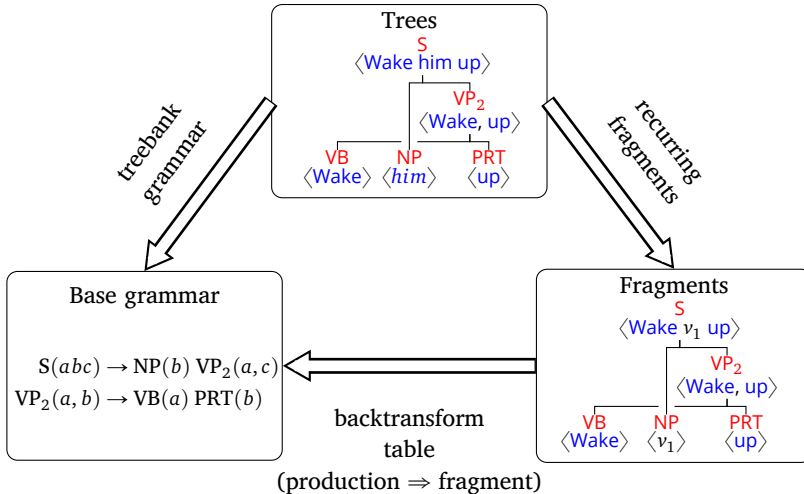 Trees
S
⟨Wake him up⟩
VP₂
⟨Wake, up⟩
VB NP PRT
⟨Wake⟩ ⟨him⟩ ⟨up⟩
treebank
grammar
recurring
fragments
Base grammar
S(abc) → NP(b) VP₂(a, c)
VP₂(a, b) → VB(a) PRT(b)
Fragments
S
⟨Wake v₁ up⟩
VP₂
⟨Wake, up⟩
VB NP PRT
⟨Wake⟩ ⟨v₁⟩ ⟨up⟩
backtransform
table
(production ⇒ fragment)